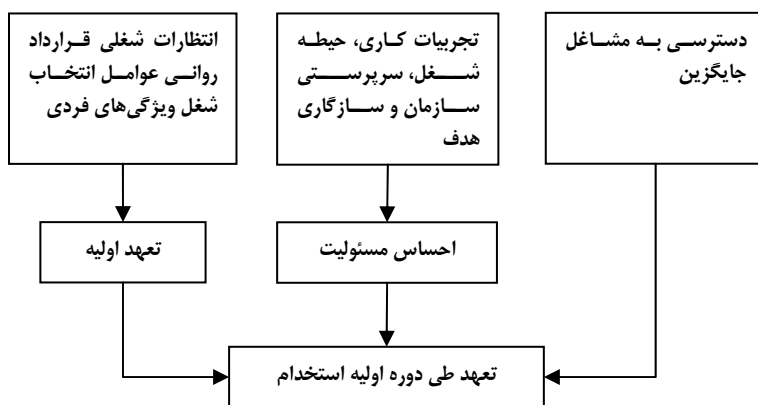 دسترسی به مشاغل
جایگزین
تجربیات کاری، حیطه
شغل، سرپرستی
سازمان و سازگاری
هدف
انتظارات شغلی قرارداد
روانی عوامل انتخاب
شغل ویژگی‌های فردی
احساس مسئولیت
تعهد اولیه
تعهد طی دوره اولیه استخدام